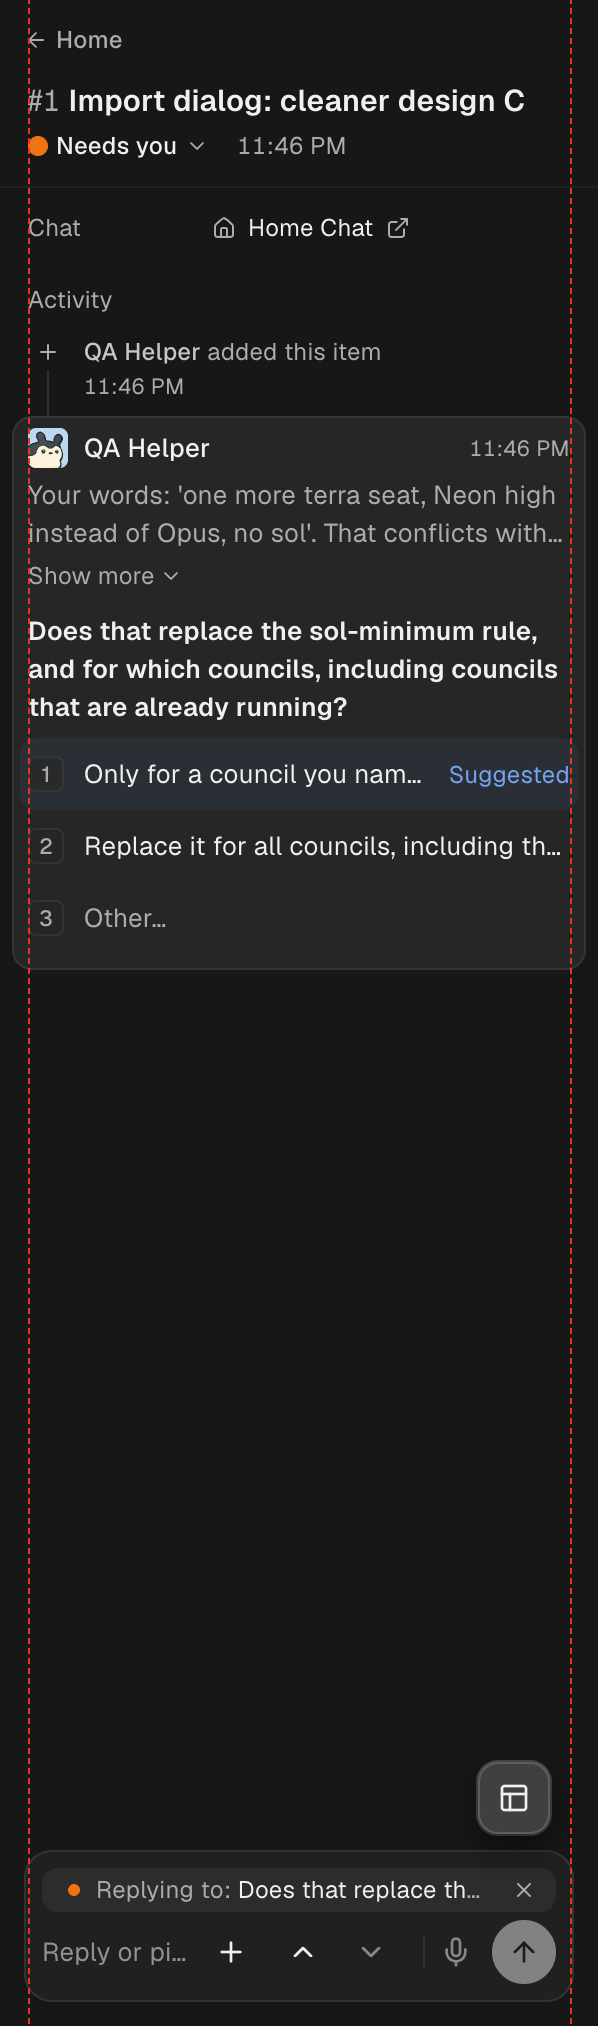 Home
#1 Import dialog: cleaner design C
Needs you 11:46 PM
Chat Home Chat
Activity
QA Helper added this item
11:46 PM
QA Helper 11:46 PM
Your words: 'one more terra seat, Neon high
instead of Opus, no sol'. That conflicts with...
Show more
Does that replace the sol-minimum rule,
and for which councils, including councils
that are already running?
1 Only for a council you nam... Suggested
2 Replace it for all councils, including th...
3 Other...
Replying to: Does that replace th...
Reply or pi...